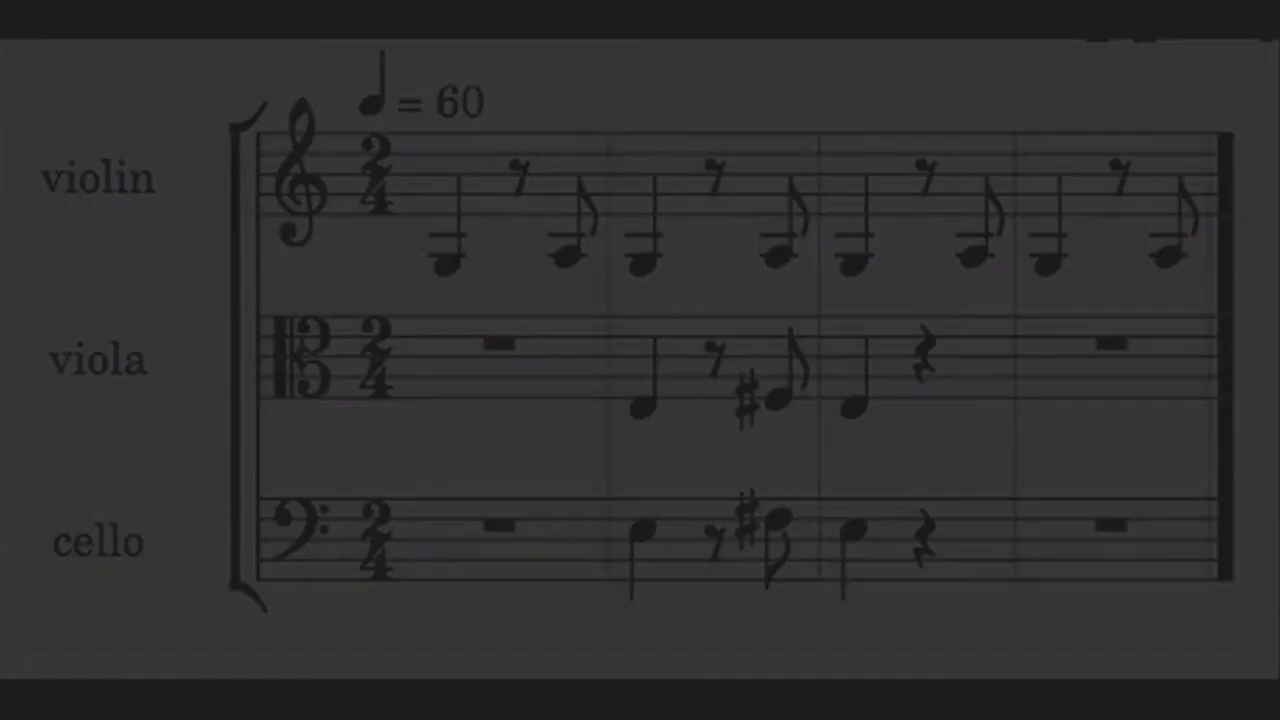 ♩ = 60
violin
viola
cello